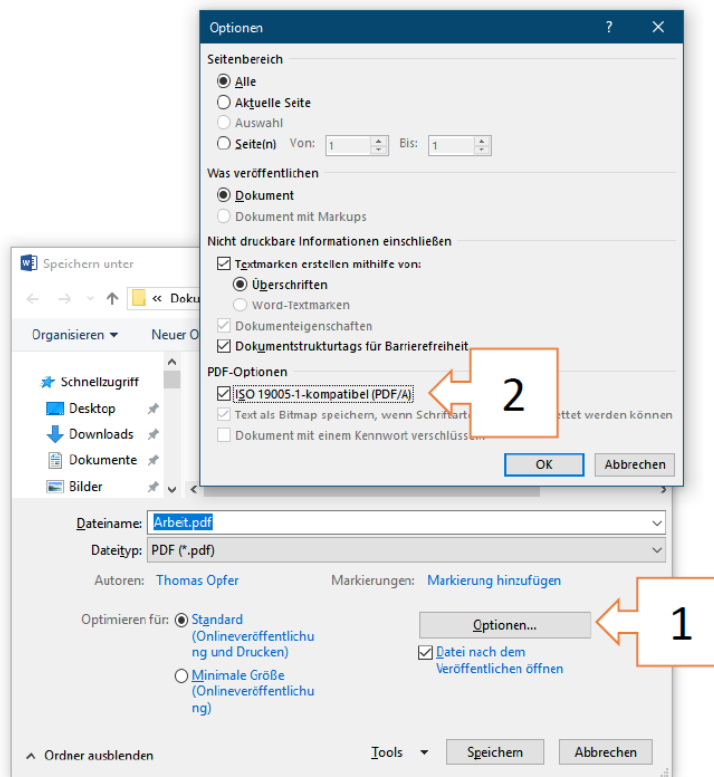 Optionen ? ×
Seitenbereich
Alle
Aktuelle Seite
Auswahl
Seite(n) Von: 1 Bis: 1
Was veröffentlichen
Dokument
Dokument mit Markups
Nicht druckbare Informationen einschließen
Textmarken erstellen mithilfe von:
Überschriften
Word-Textmarken
Dokumenteigenschaften
Dokumentstrukturtags für Barrierefreiheit
PDF-Optionen
ISO 19005-1-kompatibel (PDF/A)
2
Text als Bitmap speichern, wenn werden können
Dokument mit einem Kennwort
OK Abbrechen
Speichern unter
«
Organisieren Neuer
Schnellzugriff
Desktop
Downloads
Dokumente
Bilder
Dateiname: Arbeit.pdf
Dateityp: PDF (*.pdf)
Autoren: Thomas Opfer Markierungen: Markierung hinzufügen
Optimieren für: Standard
(Onlineveröffentlichu
ng und Drucken)
Minimale Größe
(Onlineveröffentlichu
ng)
Optionen...
1
Datei nach dem
Veröffentlichen öffnen
Ordner ausblenden Tools Speichern Abbrechen